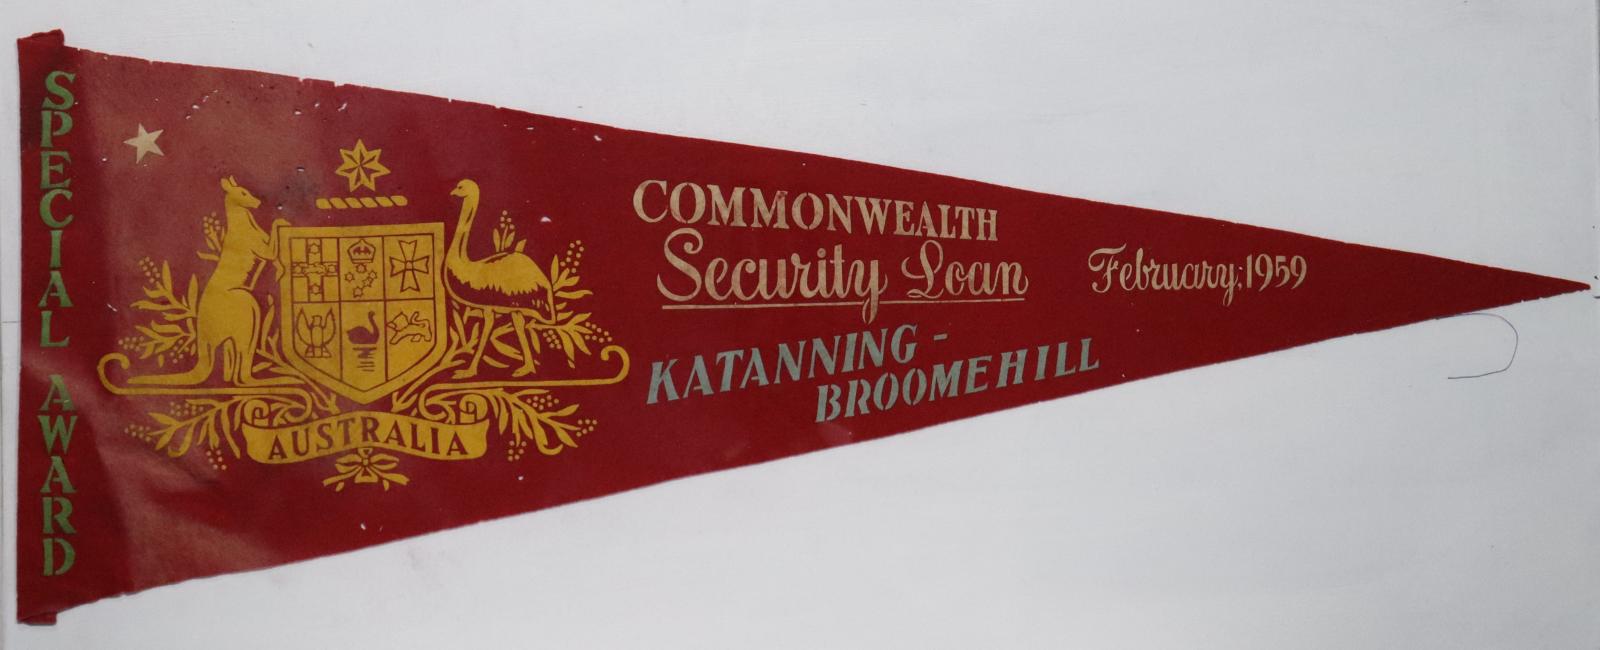 SPECIAL AWARD
AUSTRALIA
COMMONWEALTH
Security Loan
February, 1959
KATANNING -
BROOMEHILL